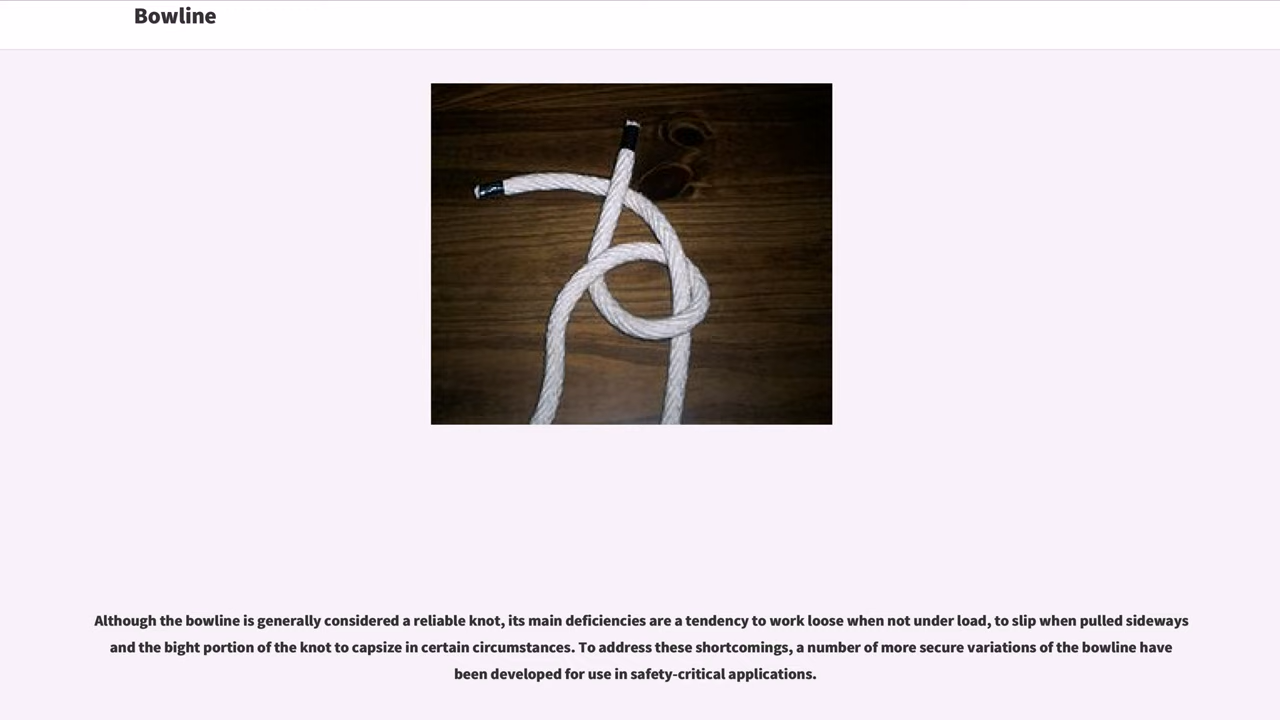 Bowline
Although the bowline is generally considered a reliable knot, its main deficiencies are a tendency to work loose when not under load, to slip when pulled sideways
and the bight portion of the knot to capsize in certain circumstances. To address these shortcomings, a number of more secure variations of the bowline have
been developed for use in safety-critical applications.